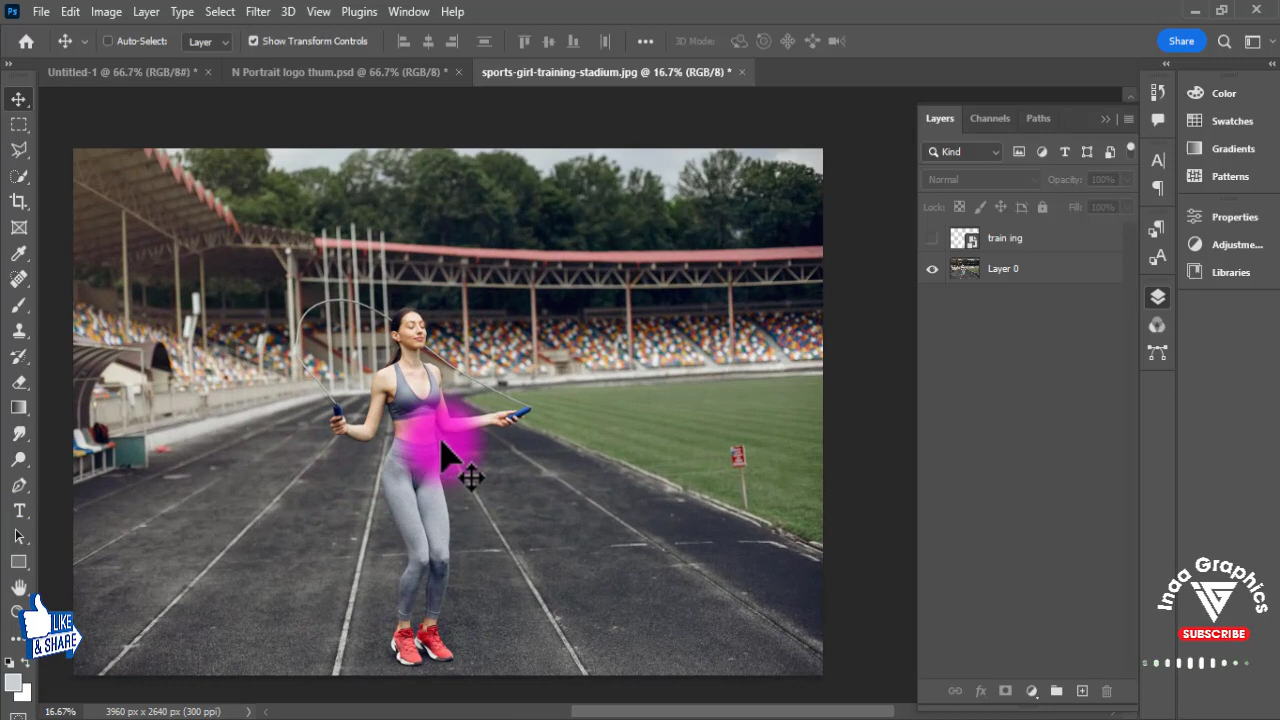 Ps File Edit Image Layer Type Select Filter 3D View Plugins Window Help
Auto-Select: Layer Show Transform Controls 3D Mode: Share
Untitled-1 @ 66.7% (RGB/8#) * × N Portrait logo thum.psd @ 66.7% (RGB/8) * × sports-girl-training-stadium.jpg @ 16.7% (RGB/8) * ×
Layers Channels Paths
Kind
Normal Opacity: 100%
Lock: Fill: 100%
train ing
Layer 0
Color
Swatches
Gradients
Patterns
Properties
Adjustme...
Libraries
LIKE
& SHARE
Inaa Graphics
SUBSCRIBE
16.67% 3960 px x 2640 px (300 ppi)